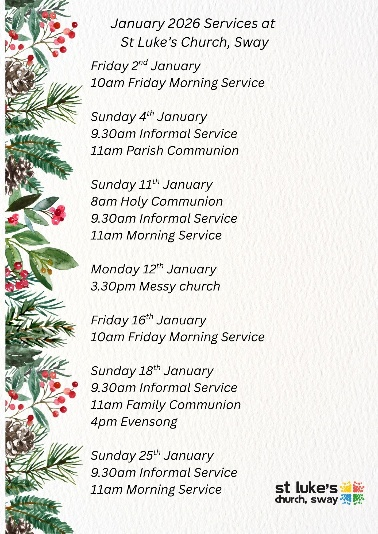 January 2026 Services at
St Luke's Church, Sway
Friday 2nd January
10am Friday Morning Service
Sunday 4th January
9.30am Informal Service
11am Parish Communion
Sunday 11th January
8am Holy Communion
9.30am Informal Service
11am Morning Service
Monday 12th January
3.30pm Messy church
Friday 16th January
10am Friday Morning Service
Sunday 18th January
9.30am Informal Service
11am Family Communion
4pm Evensong
Sunday 25th January
9.30am Informal Service
11am Morning Service
st luke's
church, sway